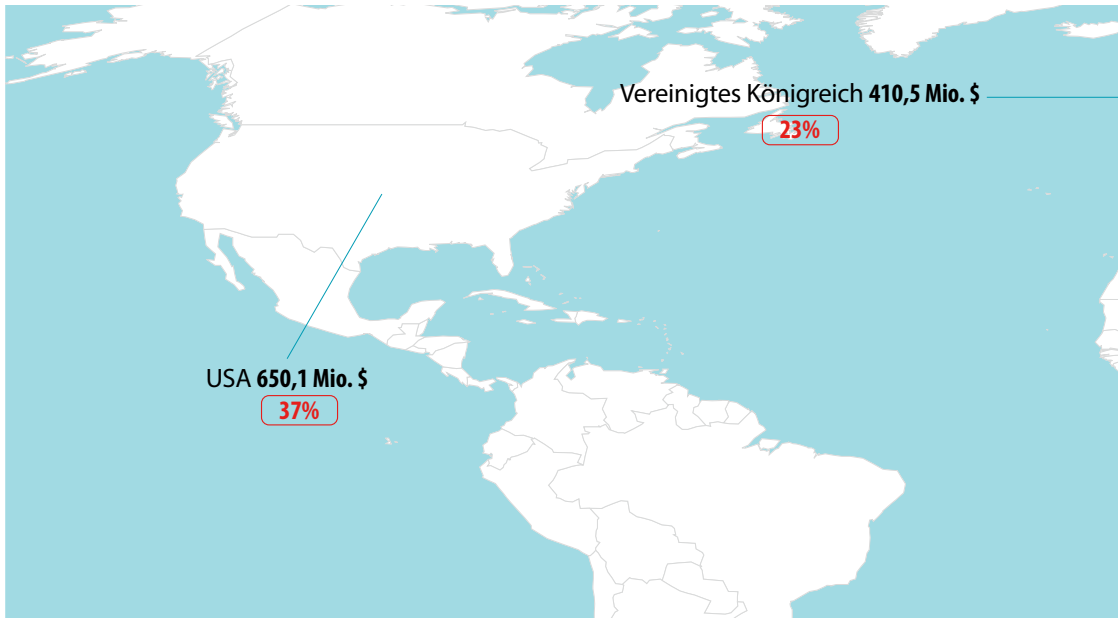 Vereinigtes Königreich 410,5 Mio. $
23%
USA 650,1 Mio. $
37%